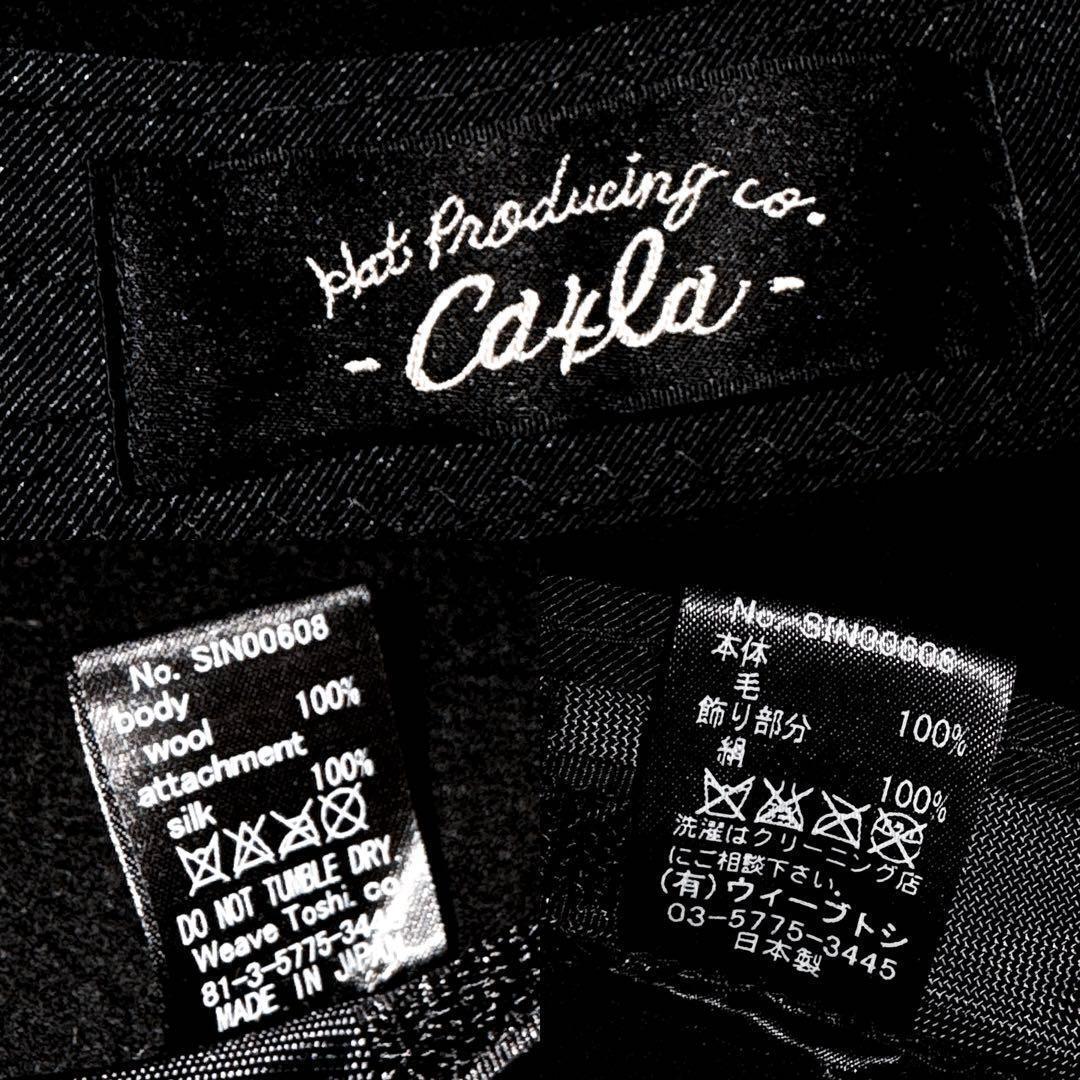 Hat Producing co.
- Ca4la -
No. SIN00608
body
100%
wool
attachment
100%
silk
DO NOT TUMBLE DRY
Weave Toshi. co
81-3-5775-344
MADE IN JAPAN
No. SIN00608
本体
毛
100%
飾り部分
絹
100%
洗濯はクリーニング店
にご相談下さい。
(有)ウィーブトシ
03-5775-3445
日本製